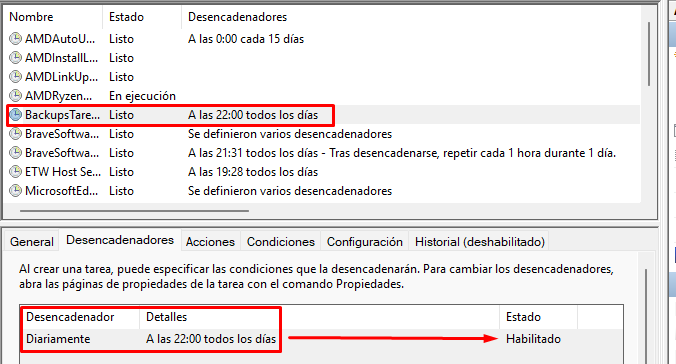 Nombre Estado Desencadenadores
AMDAutoU... Listo A las 0:00 cada 15 días
AMDInstallL... Listo
AMDLinkUp... Listo
AMDRyzen... En ejecución
BackupsTare... Listo A las 22:00 todos los días
BraveSoftwa... Listo Se definieron varios desencadenadores
BraveSoftwa... Listo A las 21:31 todos los días - Tras desencadenarse, repetir cada 1 hora durante 1 día.
ETW Host Se... Listo A las 19:28 todos los días
MicrosoftEd... Listo Se definieron varios desencadenadores
General Desencadenadores Acciones Condiciones Configuración Historial (deshabilitado)
Al crear una tarea, puede especificar las condiciones que la desencadenarán. Para cambiar los desencadenadores,
abra las páginas de propiedades de la tarea con el comando Propiedades.
Desencadenador Detalles Estado
Diariamente A las 22:00 todos los días Habilitado